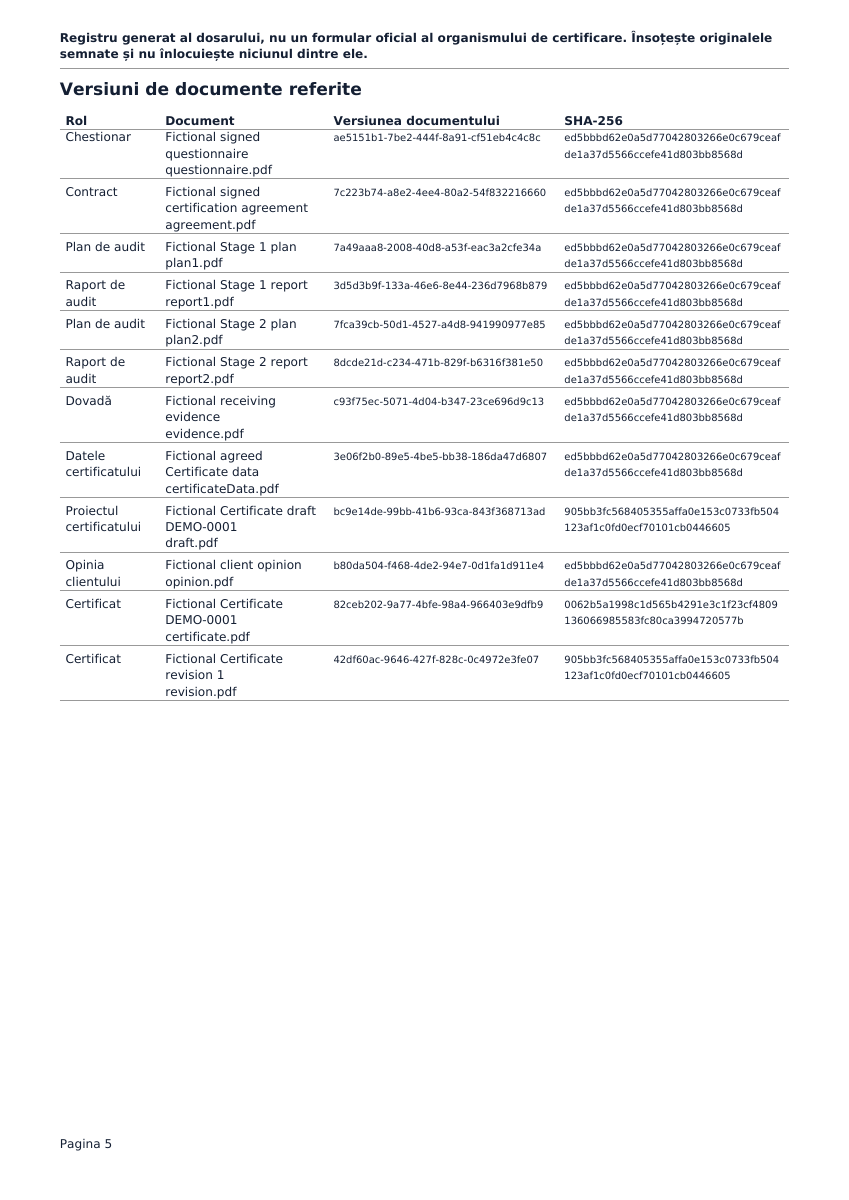 Registru generat al dosarului, nu un formular oficial al organismului de certificare. Însoțește originalele
semnate și nu înlocuiește niciunul dintre ele.
Versiuni de documente referite
Rol Document Versiunea documentului SHA-256
Chestionar Fictional signed ae5151b1-7be2-444f-8a91-cf51eb4c4c8c ed5bbbd62e0a5d77042803266e0c679ceaf
questionnaire de1a37d5566ccefe41d803bb8568d
questionnaire.pdf
Contract Fictional signed 7c223b74-a8e2-4ee4-80a2-54f832216660 ed5bbbd62e0a5d77042803266e0c679ceaf
certification agreement de1a37d5566ccefe41d803bb8568d
agreement.pdf
Plan de audit Fictional Stage 1 plan 7a49aaa8-2008-40d8-a53f-eac3a2cfe34a ed5bbbd62e0a5d77042803266e0c679ceaf
plan1.pdf de1a37d5566ccefe41d803bb8568d
Raport de Fictional Stage 1 report 3d5d3b9f-133a-46e6-8e44-236d7968b879 ed5bbbd62e0a5d77042803266e0c679ceaf
audit report1.pdf de1a37d5566ccefe41d803bb8568d
Plan de audit Fictional Stage 2 plan 7fca39cb-50d1-4527-a4d8-941990977e85 ed5bbbd62e0a5d77042803266e0c679ceaf
plan2.pdf de1a37d5566ccefe41d803bb8568d
Raport de Fictional Stage 2 report 8dcde21d-c234-471b-829f-b6316f381e50 ed5bbbd62e0a5d77042803266e0c679ceaf
audit report2.pdf de1a37d5566ccefe41d803bb8568d
Dovadă Fictional receiving c93f75ec-5071-4d04-b347-23ce696d9c13 ed5bbbd62e0a5d77042803266e0c679ceaf
evidence de1a37d5566ccefe41d803bb8568d
evidence.pdf
Datele Fictional agreed 3e06f2b0-89e5-4be5-bb38-186da47d6807 ed5bbbd62e0a5d77042803266e0c679ceaf
certificatului Certificate data de1a37d5566ccefe41d803bb8568d
certificateData.pdf
Proiectul Fictional Certificate draft bc9e14de-99bb-41b6-93ca-843f368713ad 905bb3fc568405355affa0e153c0733fb504
certificatului DEMO-0001 123af1c0fd0ecf70101cb0446605
draft.pdf
Opinia Fictional client opinion b80da504-f468-4de2-94e7-0d1fa1d911e4 ed5bbbd62e0a5d77042803266e0c679ceaf
clientului opinion.pdf de1a37d5566ccefe41d803bb8568d
Certificat Fictional Certificate 82ceb202-9a77-4bfe-98a4-966403e9dfb9 0062b5a1998c1d565b4291e3c1f23cf4809
DEMO-0001 136066985583fc80ca3994720577b
certificate.pdf
Certificat Fictional Certificate 42df60ac-9646-427f-828c-0c4972e3fe07 905bb3fc568405355affa0e153c0733fb504
revision 1 123af1c0fd0ecf70101cb0446605
revision.pdf
Pagina 5